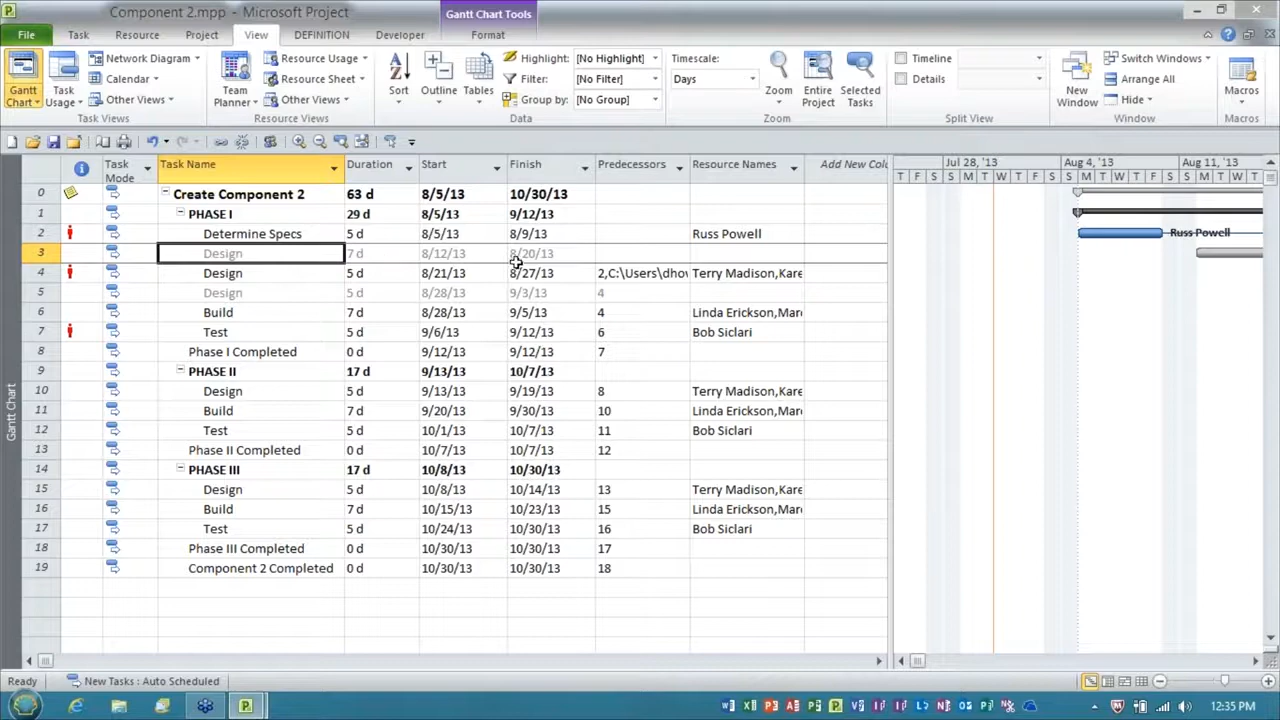 Component 2.mpp - Microsoft Project
Gantt Chart Tools
File Task Resource Project View DEFINITION Developer Format
Gantt Chart
Task Usage
Network Diagram
Calendar
Other Views
Task Views
Team Planner
Resource Usage
Resource Sheet
Other Views
Resource Views
Sort
Outline
Tables
Highlight: [No Highlight]
Filter: [No Filter]
Group by: [No Group]
Data
Timescale:
Days
Zoom
Entire Project
Selected Tasks
Zoom
Timeline
Details
Split View
New Window
Switch Windows
Arrange All
Hide
Window
Macros
Macros
Task Mode Task Name Duration Start Finish Predecessors Resource Names Add New Colu
Jul 28, '13 Aug 4, '13 Aug 11, '13
T F S S M T W T F S S M T W T F S S M T W T
0 Create Component 2 63 d 8/5/13 10/30/13
1 PHASE I 29 d 8/5/13 9/12/13
2 Determine Specs 5 d 8/5/13 8/9/13 Russ Powell Russ Powell
3 Design 7 d 8/12/13 8/20/13
4 Design 5 d 8/21/13 8/27/13 2,C:\Users\dhov Terry Madison,Kare
5 Design 5 d 8/28/13 9/3/13 4
6 Build 7 d 8/28/13 9/5/13 4 Linda Erickson,Marc
7 Test 5 d 9/6/13 9/12/13 6 Bob Siclari
8 Phase I Completed 0 d 9/12/13 9/12/13 7
9 PHASE II 17 d 9/13/13 10/7/13
10 Design 5 d 9/13/13 9/19/13 8 Terry Madison,Kare
11 Build 7 d 9/20/13 9/30/13 10 Linda Erickson,Marc
12 Test 5 d 10/1/13 10/7/13 11 Bob Siclari
13 Phase II Completed 0 d 10/7/13 10/7/13 12
14 PHASE III 17 d 10/8/13 10/30/13
15 Design 5 d 10/8/13 10/14/13 13 Terry Madison,Kare
16 Build 7 d 10/15/13 10/23/13 15 Linda Erickson,Marc
17 Test 5 d 10/24/13 10/30/13 16 Bob Siclari
18 Phase III Completed 0 d 10/30/13 10/30/13 17
19 Component 2 Completed 0 d 10/30/13 10/30/13 18
Gantt Chart
Ready New Tasks : Auto Scheduled
12:35 PM